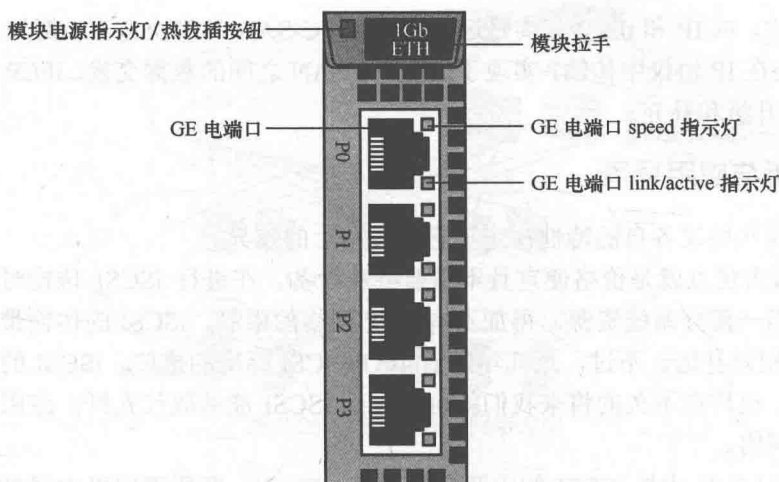 模块电源指示灯/热拔插按钮
1Gb
ETH
模块拉手
GE 电端口
GE 电端口 speed 指示灯
P0
GE 电端口 link/active 指示灯
P1
P2
P3